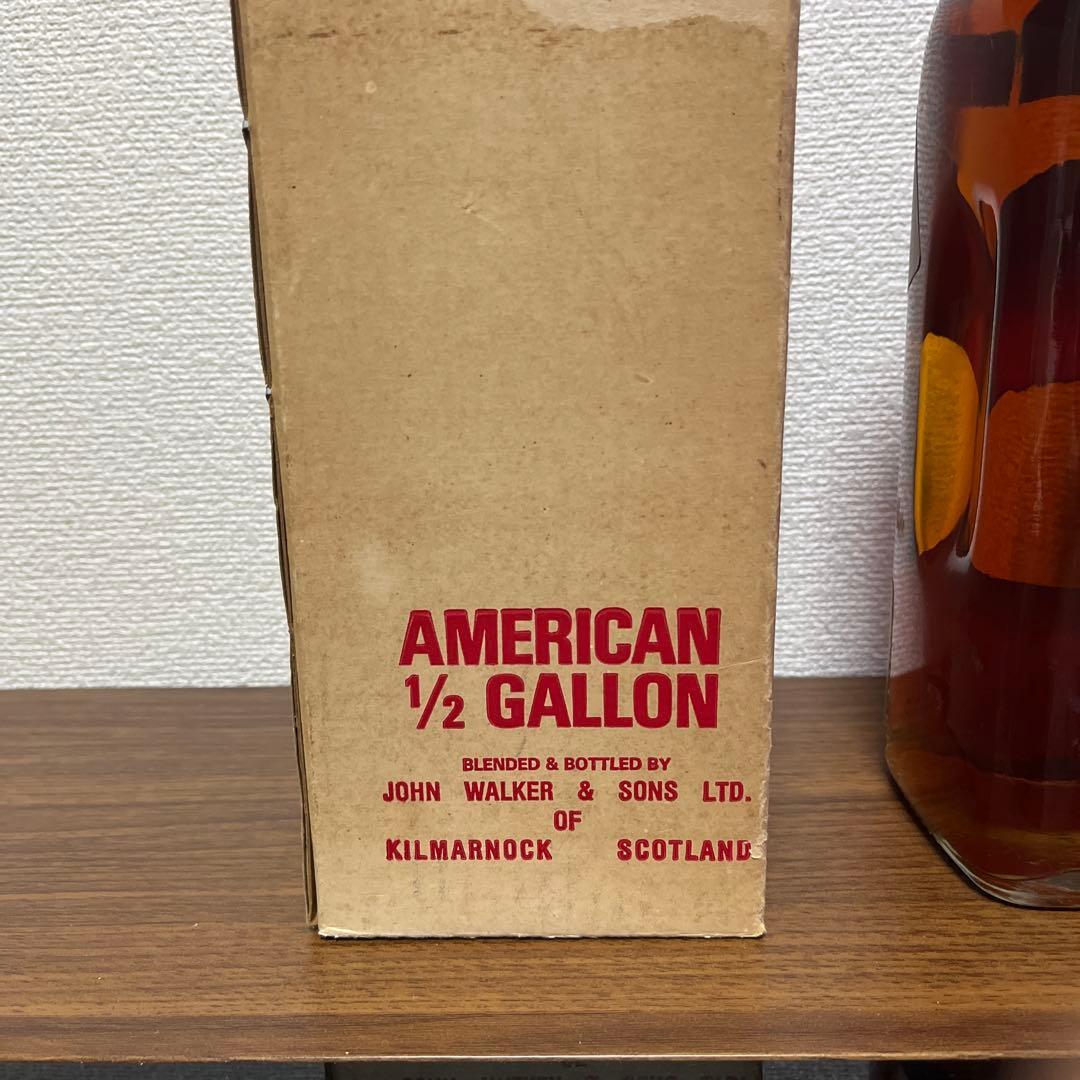 AMERICAN
½ GALLON
BLENDED & BOTTLED BY
JOHN WALKER & SONS LTD.
OF
KILMARNOCK SCOTLAND